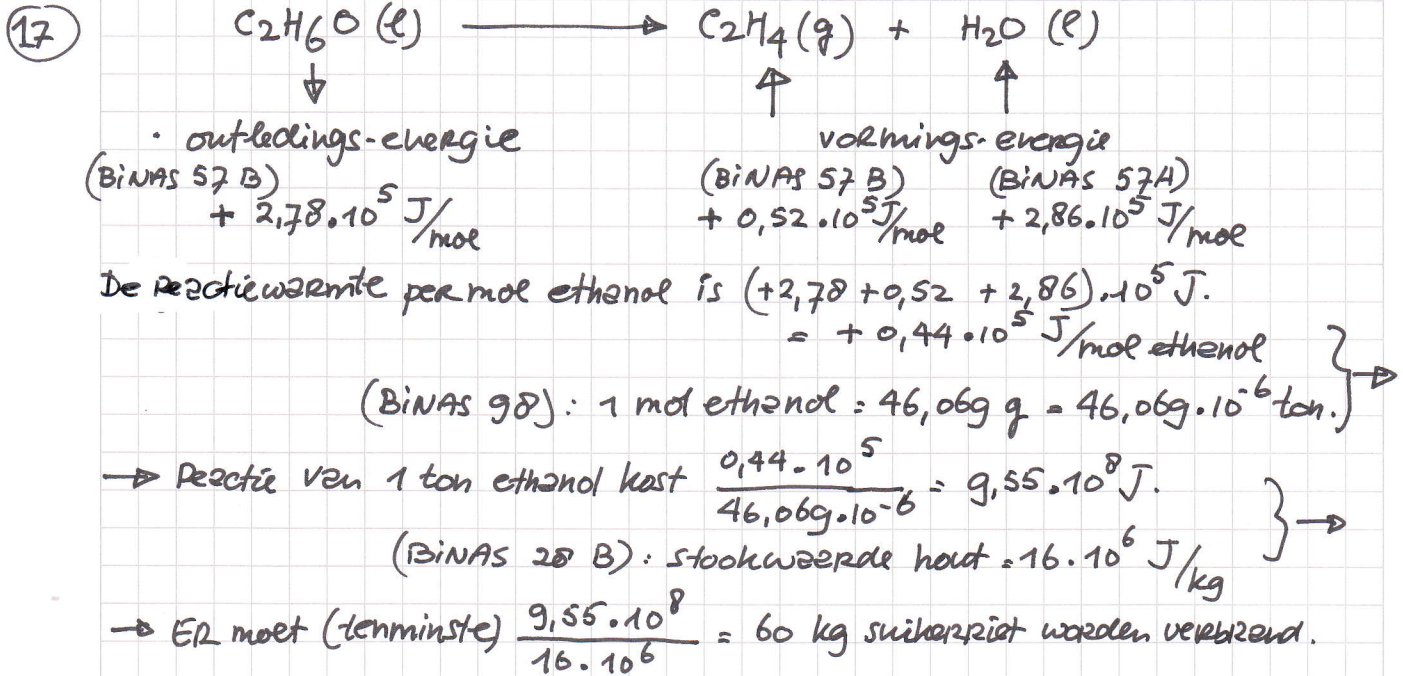 17 C2H6O (l) → C2H4 (g) + H2O (l)
· ontledings-energie vormings-energie
(BiNAS 57 B) (BiNAS 57 B) (BiNAS 57A)
+ 2,78.10^5 J/mol + 0,52.10^5 J/mol + 2,86.10^5 J/mol
De reactiewarmte per mol ethanol is (+2,78 +0,52 +2,86).10^5 J.
= + 0,44.10^5 J/mol ethanol
(BiNAS 98): 1 mol ethanol = 46,069 g = 46,069.10^-6 ton. } →
→ Reactie van 1 ton ethanol kost 0,44.10^5 / 46,069.10^-6 = 9,55.10^8 J.
(BiNAS 28 B): stookwaarde hout = 16.10^6 J/kg } →
→ ER moet (tenminste) 9,55.10^8 / 16.10^6 = 60 kg suikerriet worden verbrand.